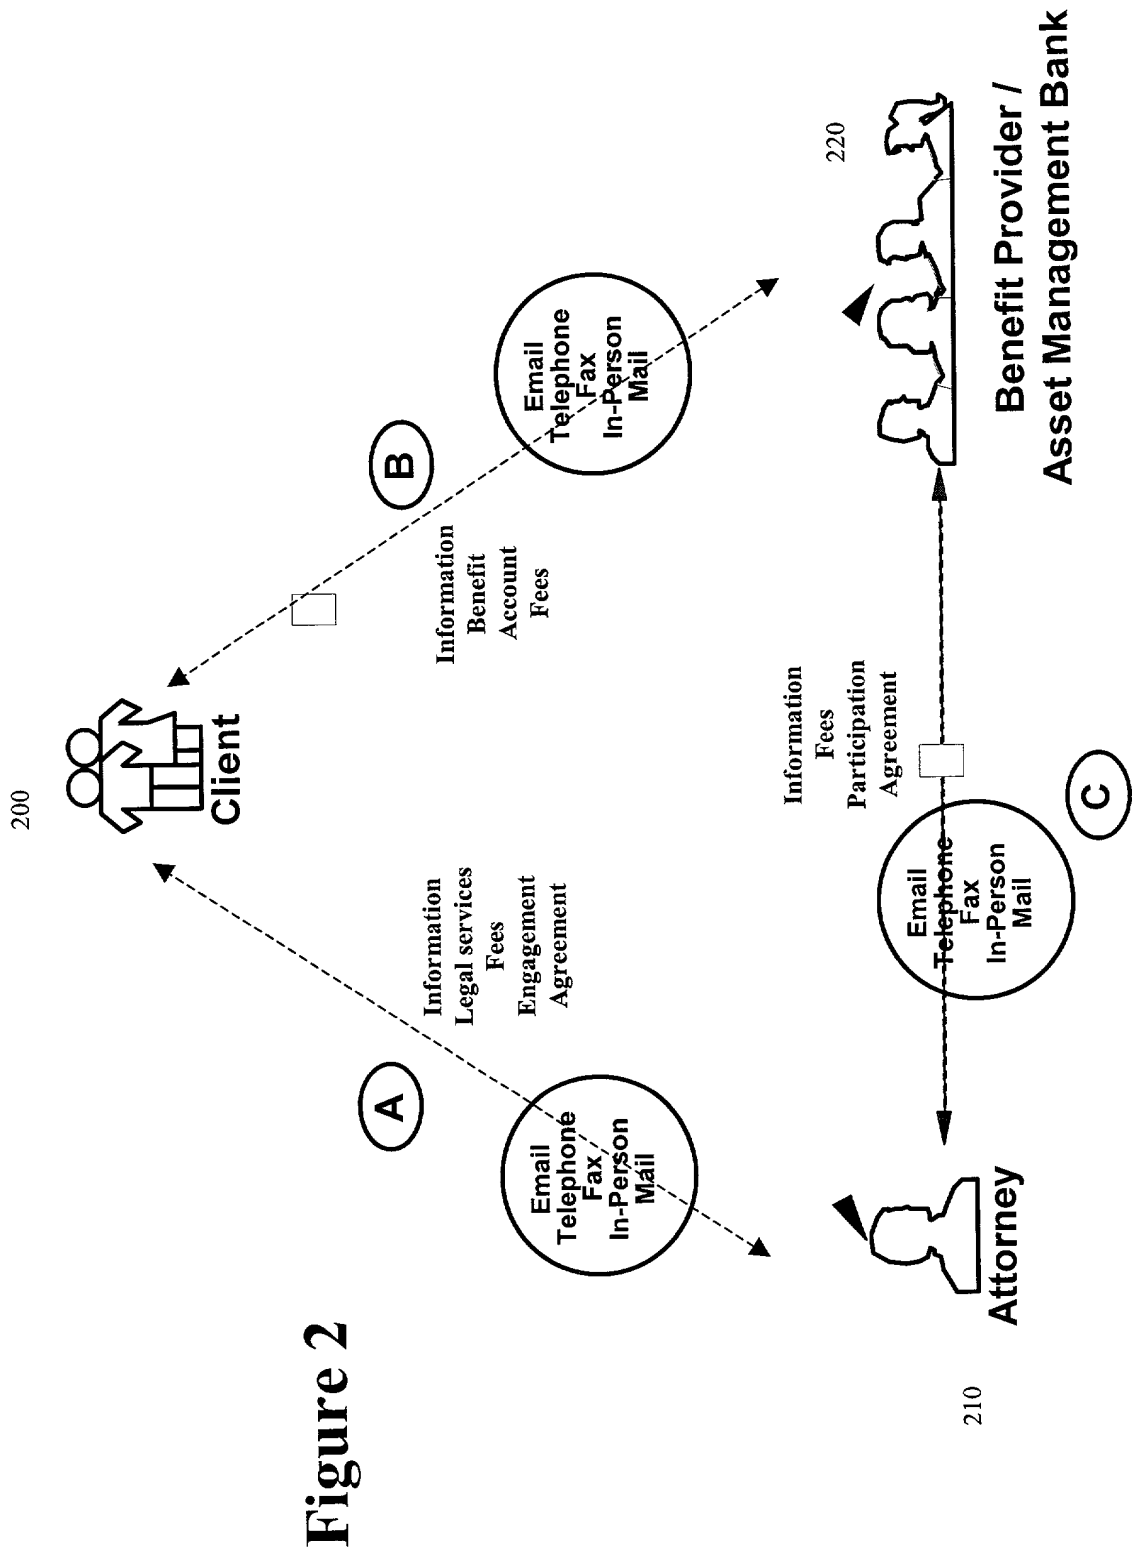 Figure 2
200
Client
A
Information
Legal services
Fees
Engagement
Agreement
Email
Telephone
Fax
In-Person
Mail
B
Information
Benefit
Account
Fees
Email
Telephone
Fax
In-Person
Mail
210
Attorney
Information
Fees
Participation
Agreement
Email
Telephone
Fax
In-Person
Mail
C
220
Benefit Provider /
Asset Management Bank